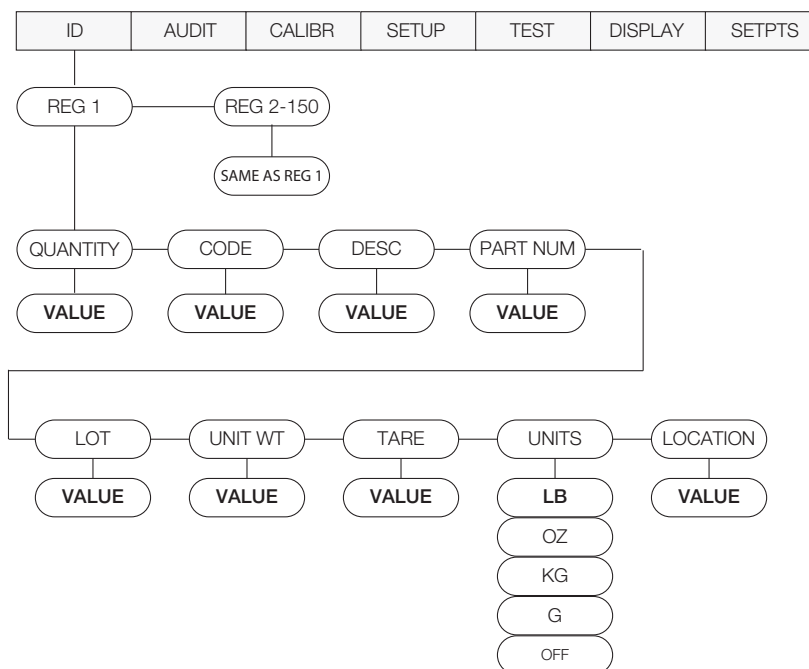 ID AUDIT CALIBR SETUP TEST DISPLAY SETPTS
REG 1 REG 2-150
SAME AS REG 1
QUANTITY CODE DESC PART NUM
VALUE VALUE VALUE VALUE
LOT UNIT WT TARE UNITS LOCATION
VALUE VALUE VALUE LB VALUE
OZ
KG
G
OFF